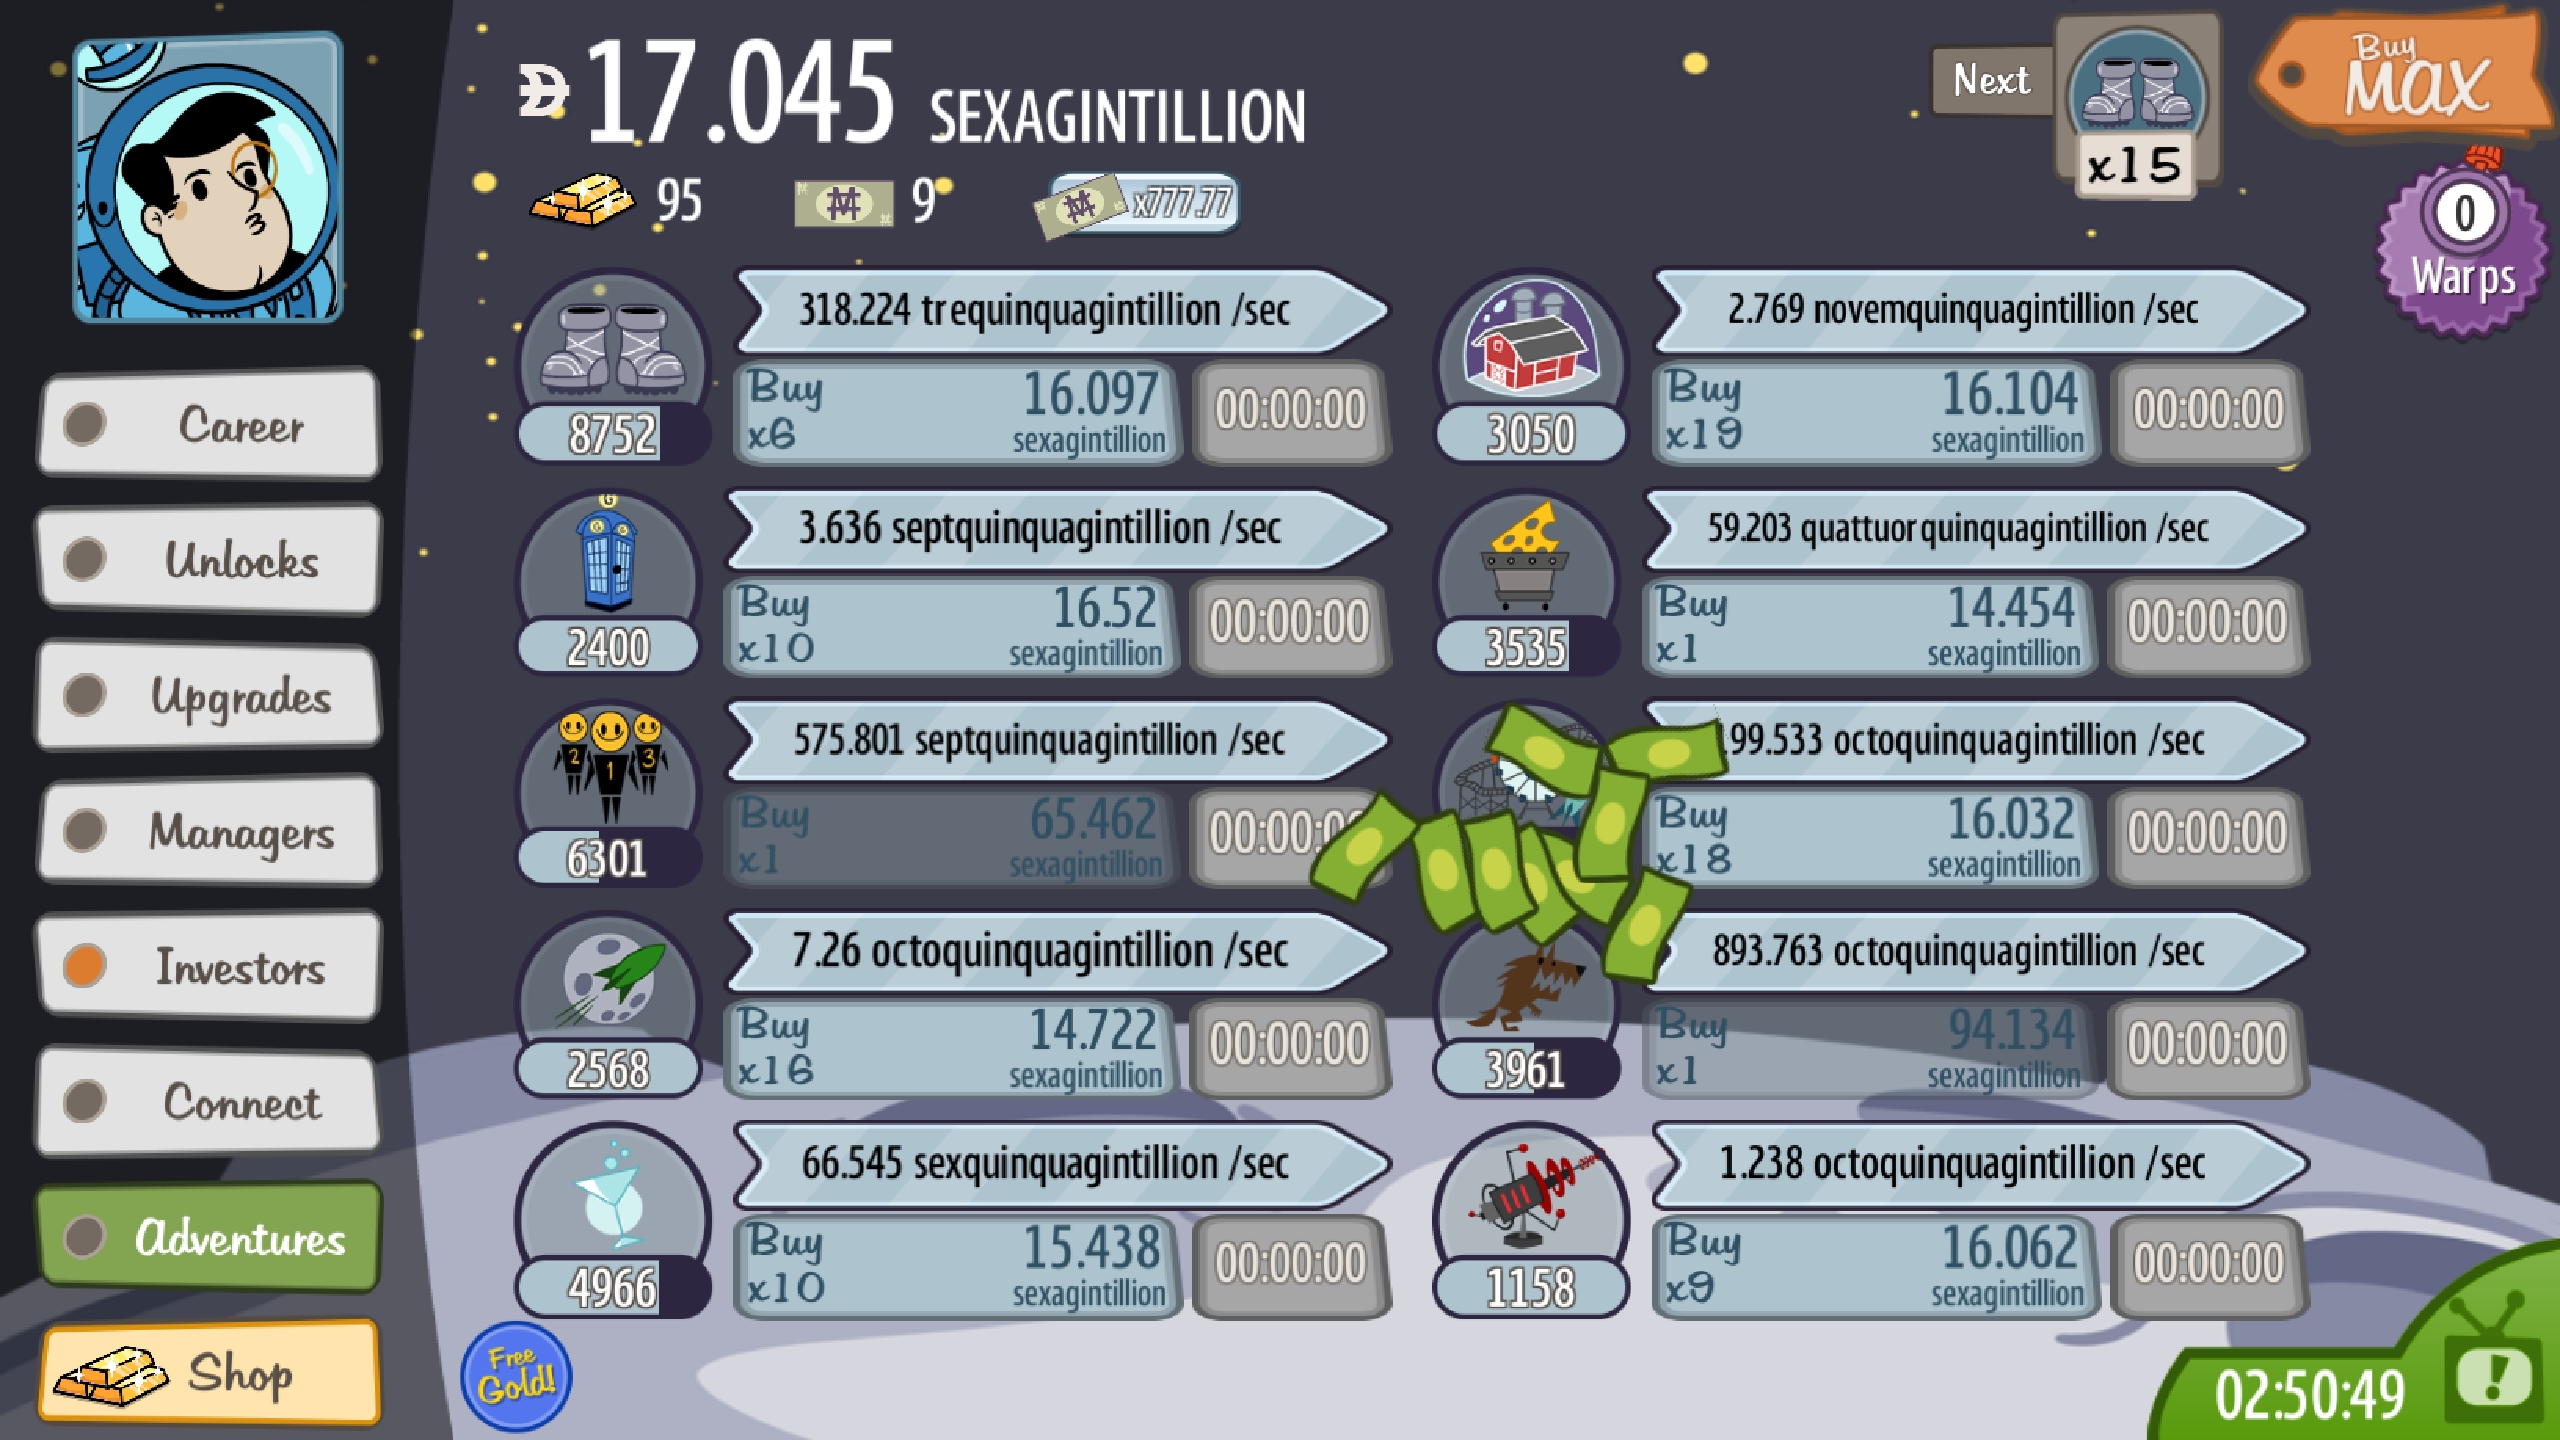 17.045 SEXAGINTILLION
95
9
x777.77
Next
x15
Buy
MAX
0
Warps
Career
Unlocks
Upgrades
Managers
Investors
Connect
Adventures
Shop
318.224 trequinquagintillion /sec
Buy
x6
16.097
sexagintillion
00:00:00
8752
2.769 novemquinquagintillion /sec
Buy
x19
16.104
sexagintillion
00:00:00
3050
G
3.636 septquinquagintillion /sec
Buy
x10
16.52
sexagintillion
00:00:00
2400
59.203 quattuorquinquagintillion /sec
Buy
x1
14.454
sexagintillion
00:00:00
3535
2 1 3
575.801 septquinquagintillion /sec
Buy
x1
65.462
sexagintillion
6301
octoquinquagintillion /sec
Buy
x18
16.032
sexagintillion
00:00:00
7.26 octoquinquagintillion /sec
Buy
x16
14.722
sexagintillion
00:00:00
2568
893.763 octoquinquagintillion /sec
Buy
x1
94.134
sexagintillion
00:00:00
3961
66.545 sexquinquagintillion /sec
Buy
x10
15.438
sexagintillion
00:00:00
4966
1.238 octoquinquagintillion /sec
Buy
x9
16.062
sexagintillion
00:00:00
1158
Free
Gold!
02:50:49
!